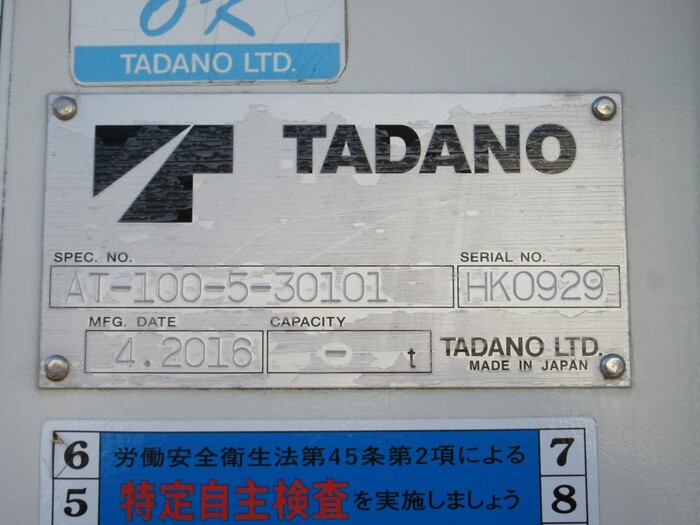 OK
TADANO LTD.
TADANO
SPEC. NO.
AT-100-5-30101
SERIAL NO.
HK0929
MFG. DATE
4.2016
CAPACITY
- t
TADANO LTD.
MADE IN JAPAN
6 労働安全衛生法第45条第2項による 7
5 特定自主検査を実施しましょう 8